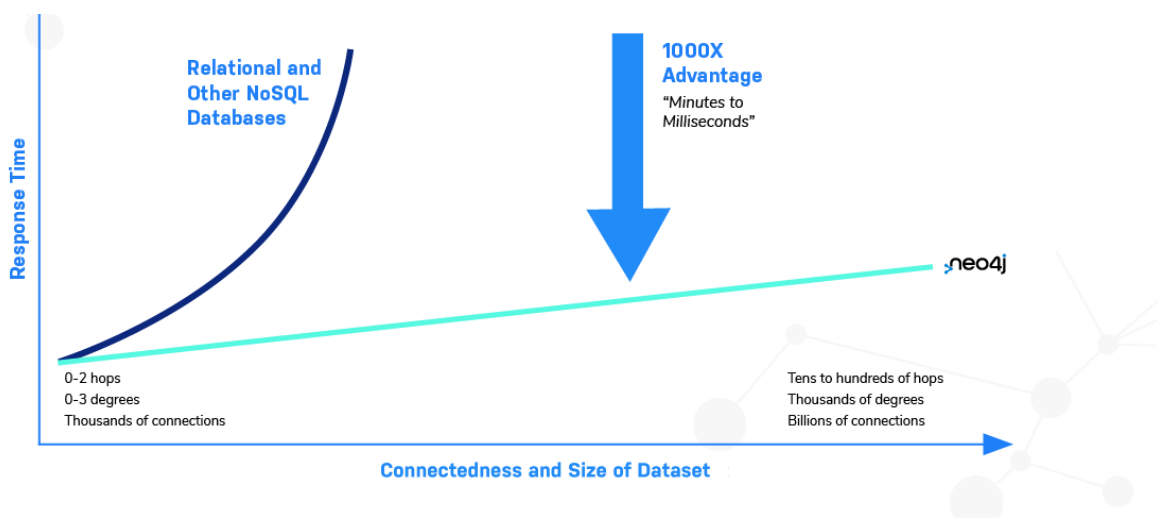 Relational and
Other NoSQL
Databases
1000X
Advantage
“Minutes to
Milliseconds”
Response Time
neo4j
0-2 hops
0-3 degrees
Thousands of connections
Tens to hundreds of hops
Thousands of degrees
Billions of connections
Connectedness and Size of Dataset